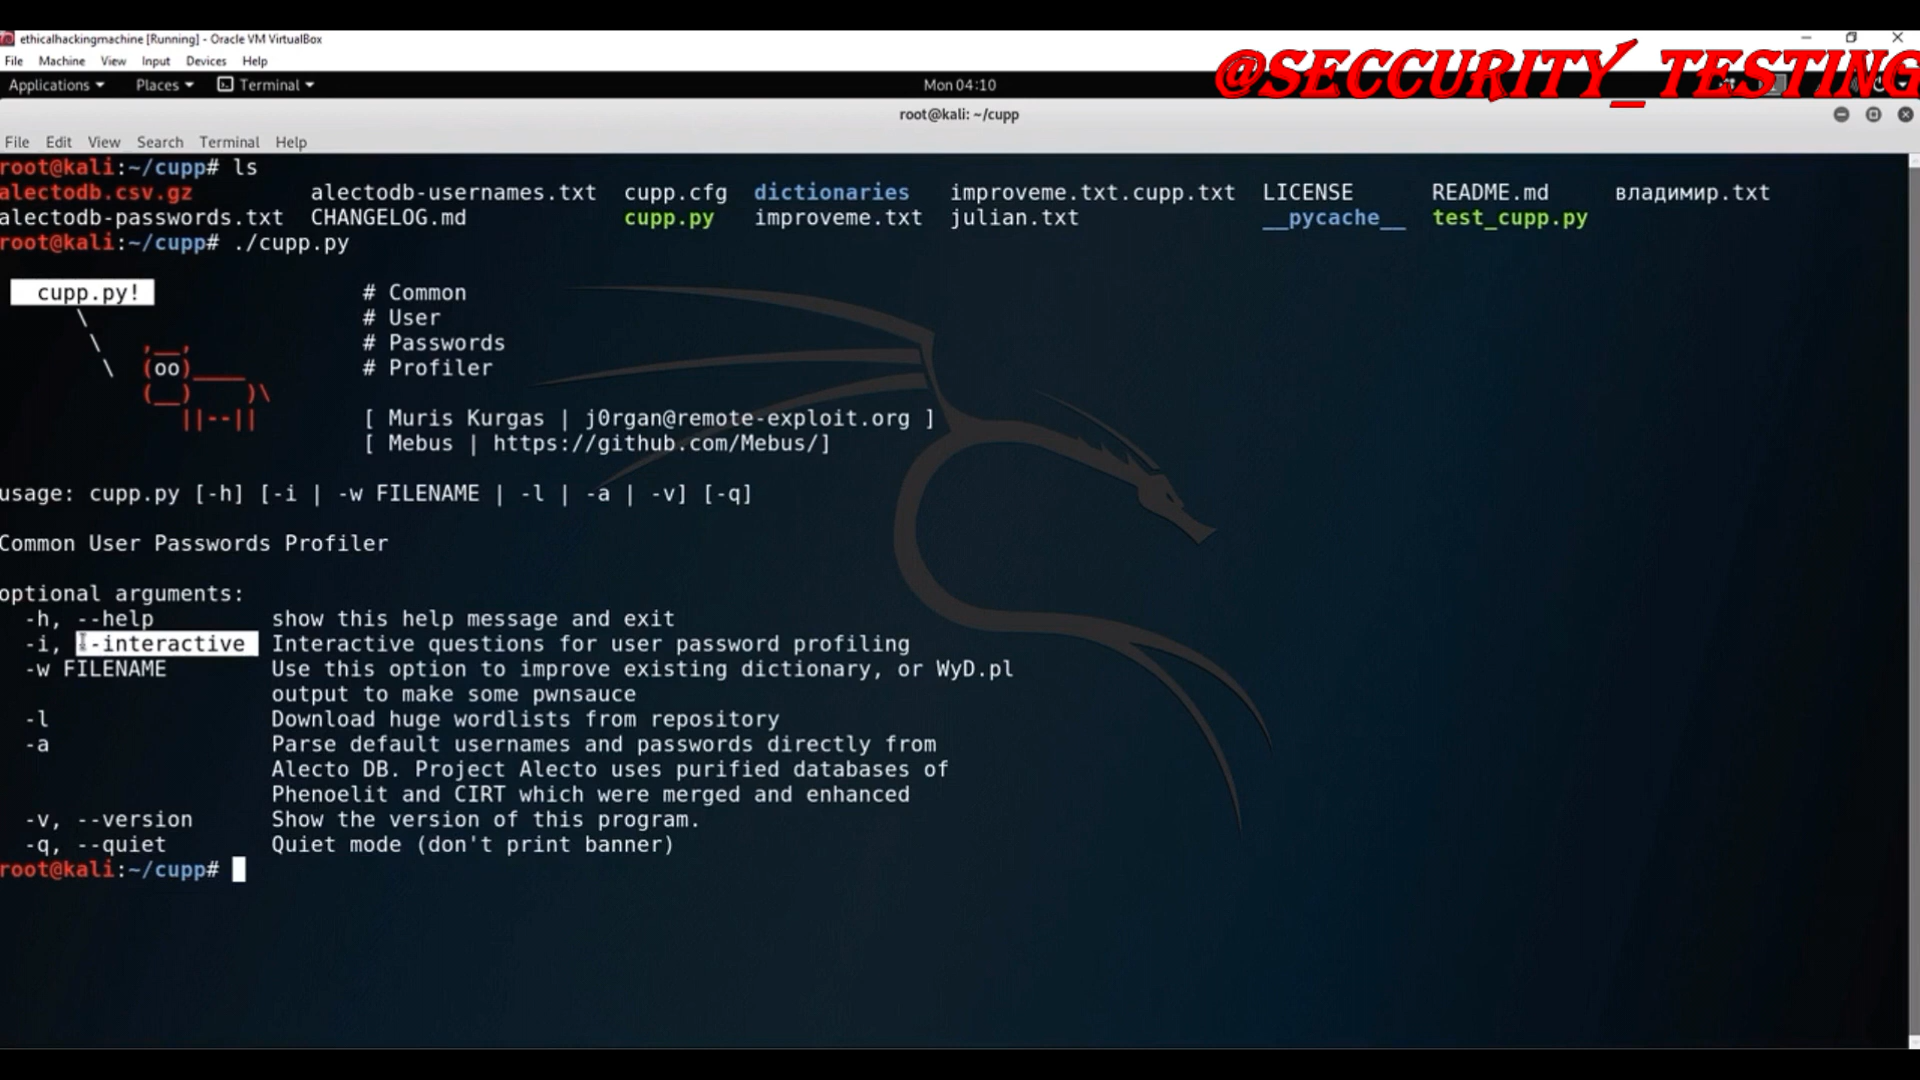 ethicalhackingmachine [Running] - Oracle VM VirtualBox
File Machine View Input Devices Help
@SECCURITY_TESTING
Applications Places Terminal Mon 04:10
root@kali: ~/cupp
File Edit View Search Terminal Help
root@kali:~/cupp# ls
alectodb.csv.gz alectodb-usernames.txt cupp.cfg dictionaries improveme.txt.cupp.txt LICENSE README.md владимир.txt
alectodb-passwords.txt CHANGELOG.md cupp.py improveme.txt julian.txt __pycache__ test_cupp.py
root@kali:~/cupp# ./cupp.py
cupp.py! # Common
\ # User
\ ,__, # Passwords
\ (oo)____ # Profiler
(__) )\
||--|| [ Muris Kurgas | j0rgan@remote-exploit.org ]
[ Mebus | https://github.com/Mebus/]
usage: cupp.py [-h] [-i | -w FILENAME | -l | -a | -v] [-q]
Common User Passwords Profiler
optional arguments:
-h, --help show this help message and exit
-i, --interactive Interactive questions for user password profiling
-w FILENAME Use this option to improve existing dictionary, or WyD.pl
output to make some pwnsauce
-l Download huge wordlists from repository
-a Parse default usernames and passwords directly from
Alecto DB. Project Alecto uses purified databases of
Phenoelit and CIRT which were merged and enhanced
-v, --version Show the version of this program.
-q, --quiet Quiet mode (don't print banner)
root@kali:~/cupp#